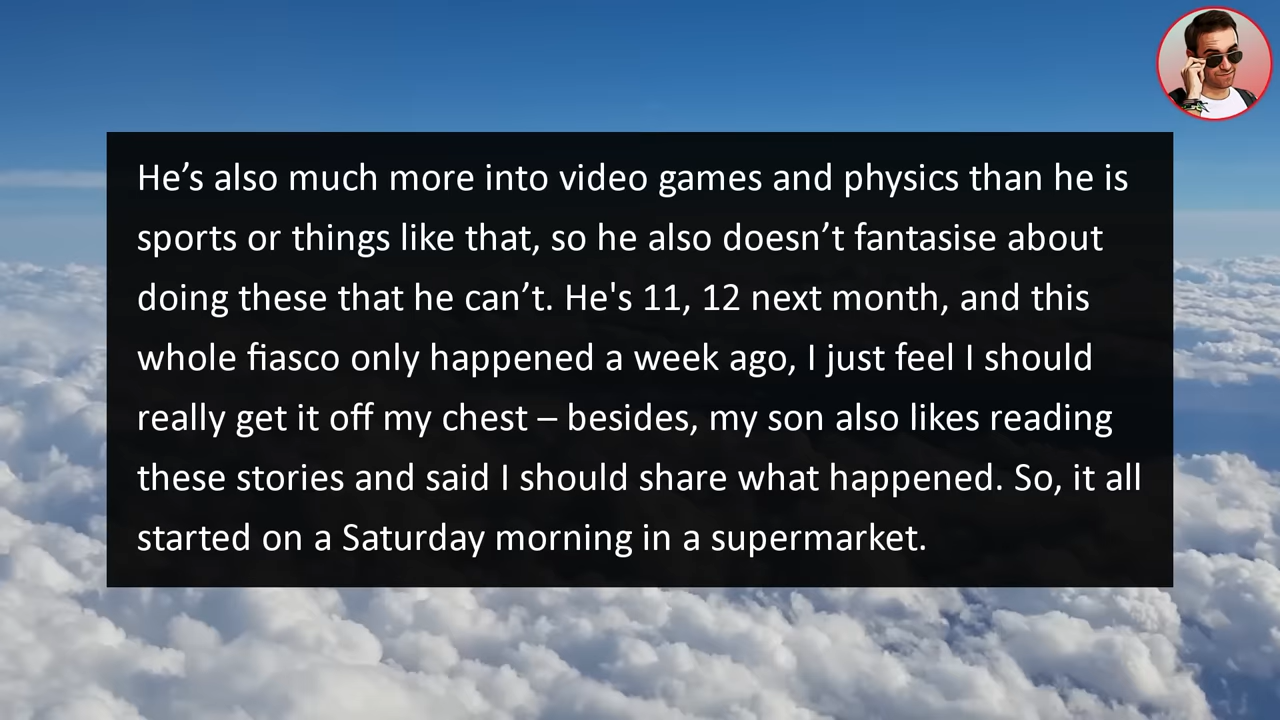 He’s also much more into video games and physics than he is
sports or things like that, so he also doesn’t fantasise about
doing these that he can’t. He's 11, 12 next month, and this
whole fiasco only happened a week ago, I just feel I should
really get it off my chest – besides, my son also likes reading
these stories and said I should share what happened. So, it all
started on a Saturday morning in a supermarket.